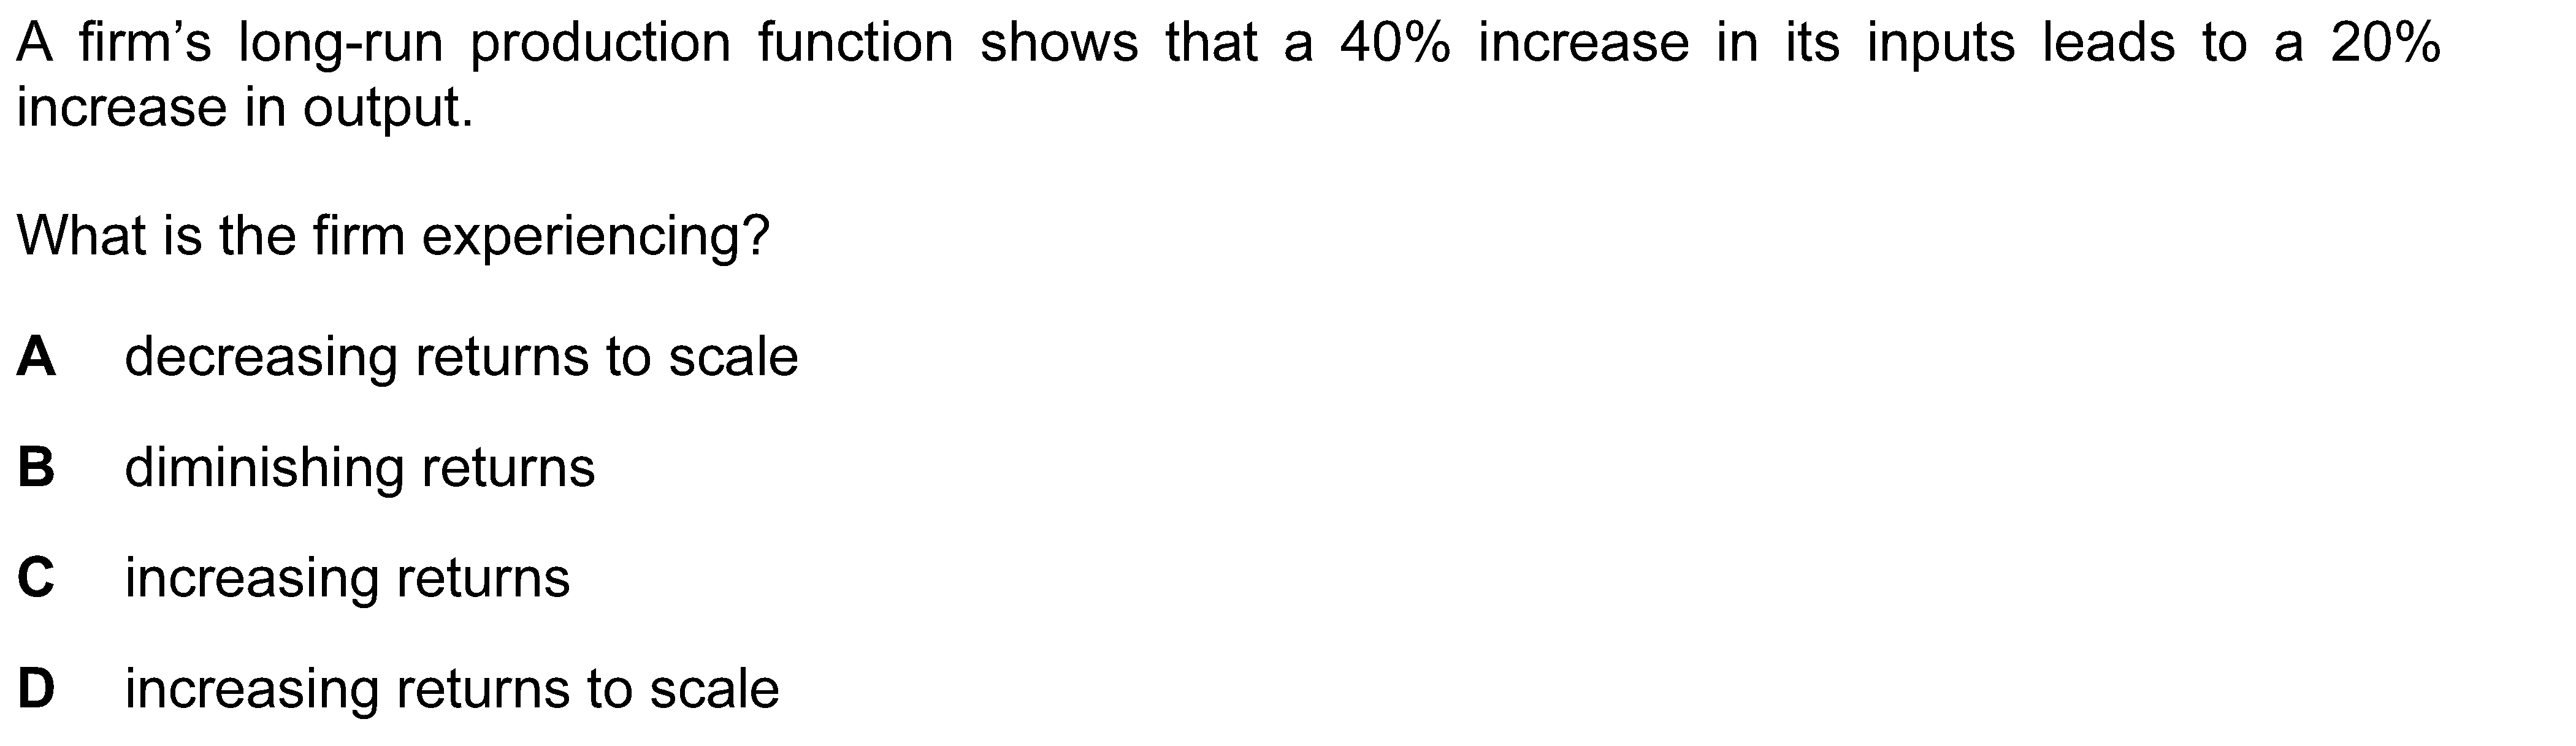 A firm’s long-run production function shows that a 40% increase in its inputs leads to a 20%
increase in output.
What is the firm experiencing?
A decreasing returns to scale
B diminishing returns
C increasing returns
D increasing returns to scale